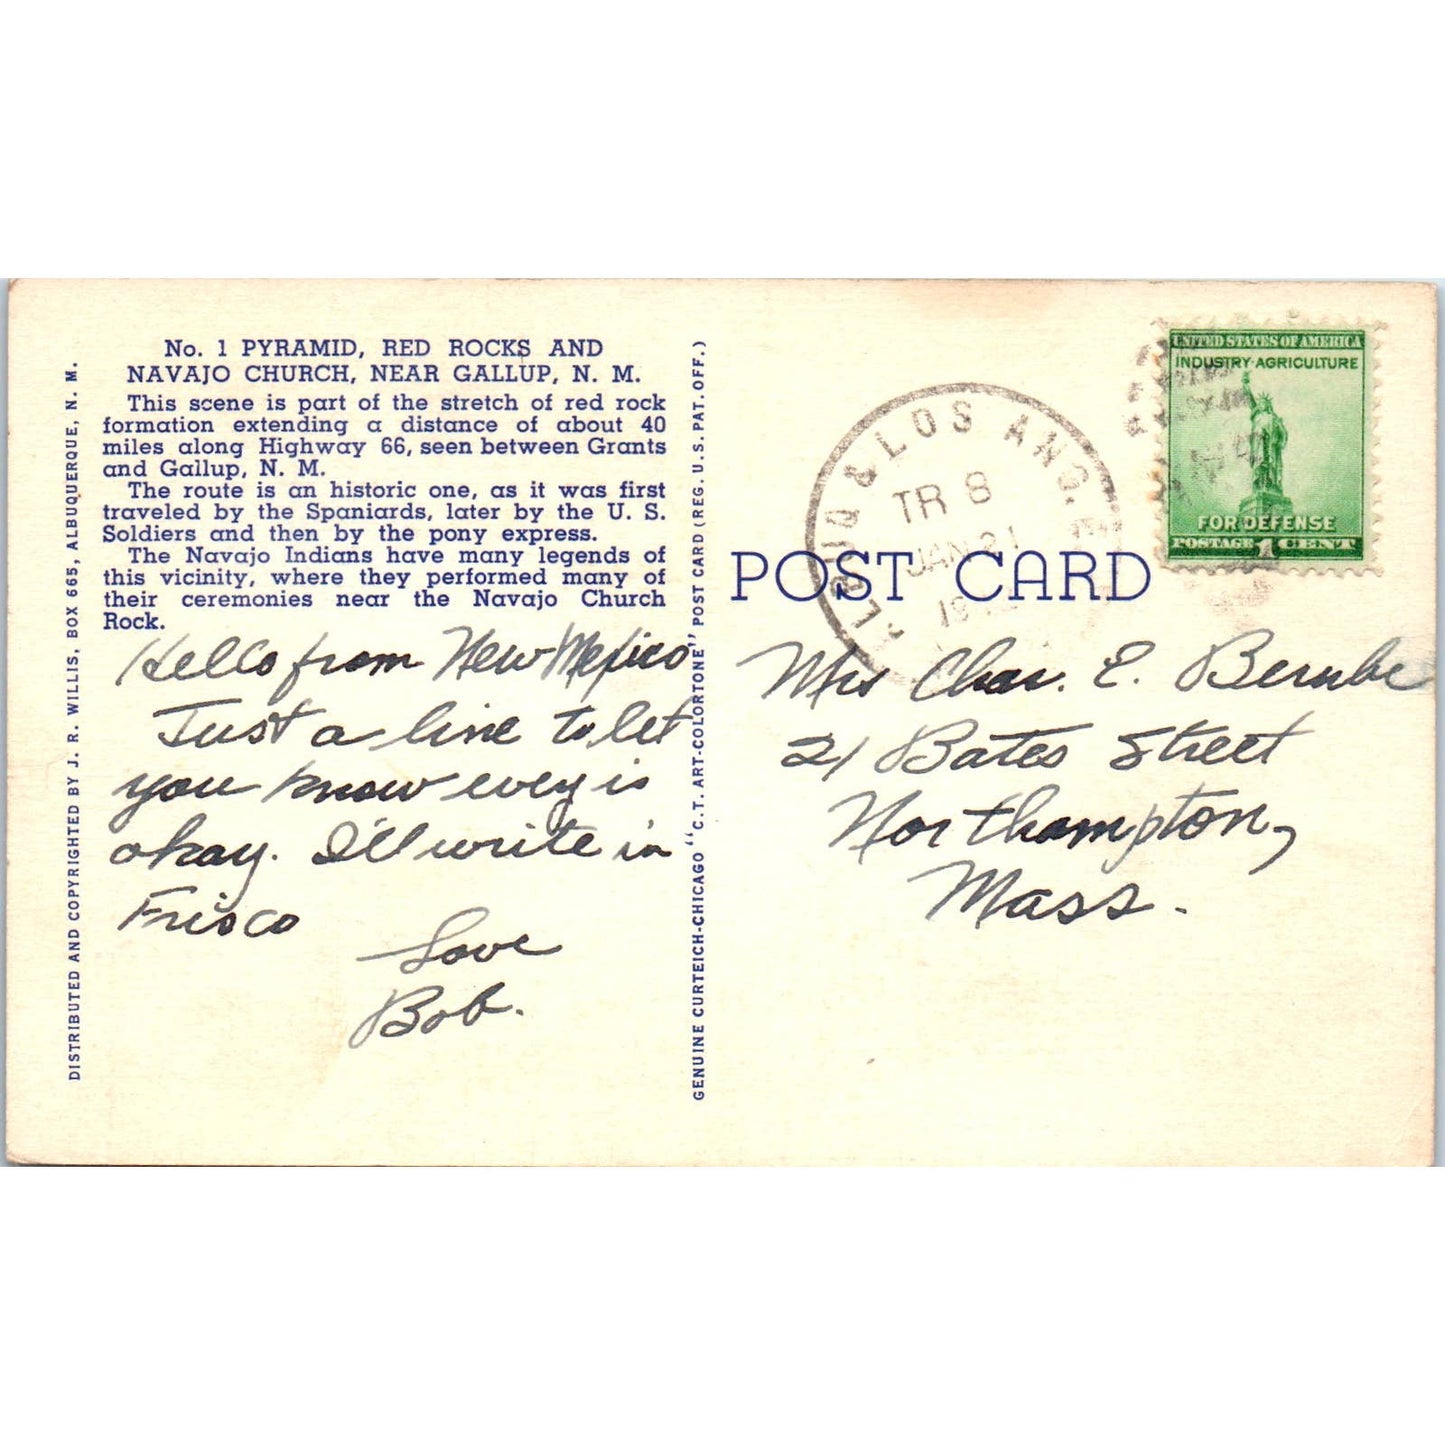 No. 1 PYRAMID, RED ROCKS AND
NAVAJO CHURCH, NEAR GALLUP, N. M.
This scene is part of the stretch of red rock
formation extending a distance of about 40
miles along Highway 66, seen between Grants
and Gallup, N. M.
The route is an historic one, as it was first
traveled by the Spaniards, later by the U. S.
Soldiers and then by the pony express.
The Navajo Indians have many legends of
this vicinity, where they performed many of
their ceremonies near the Navajo Church
Rock.
Hello from New Mexico
Just a line to let
you know evey is
okay. I'll write in
Frisco
Love
Bob.
DISTRIBUTED AND COPYRIGHTED BY J. R. WILLIS, BOX 665, ALBUQUERQUE, N. M.
GENUINE CURTEICH-CHICAGO "C.T. ART-COLORTONE" POST CARD (REG. U. S. PAT. OFF.)
POST CARD
ALBUQ & LOS ANG.
TR 8
JAN 21
UNITED STATES OF AMERICA
INDUSTRY·AGRICULTURE
FOR DEFENSE
POSTAGE 1 CENT
Mrs Chas. E.
21 Bates Street
Northampton,
Mass.